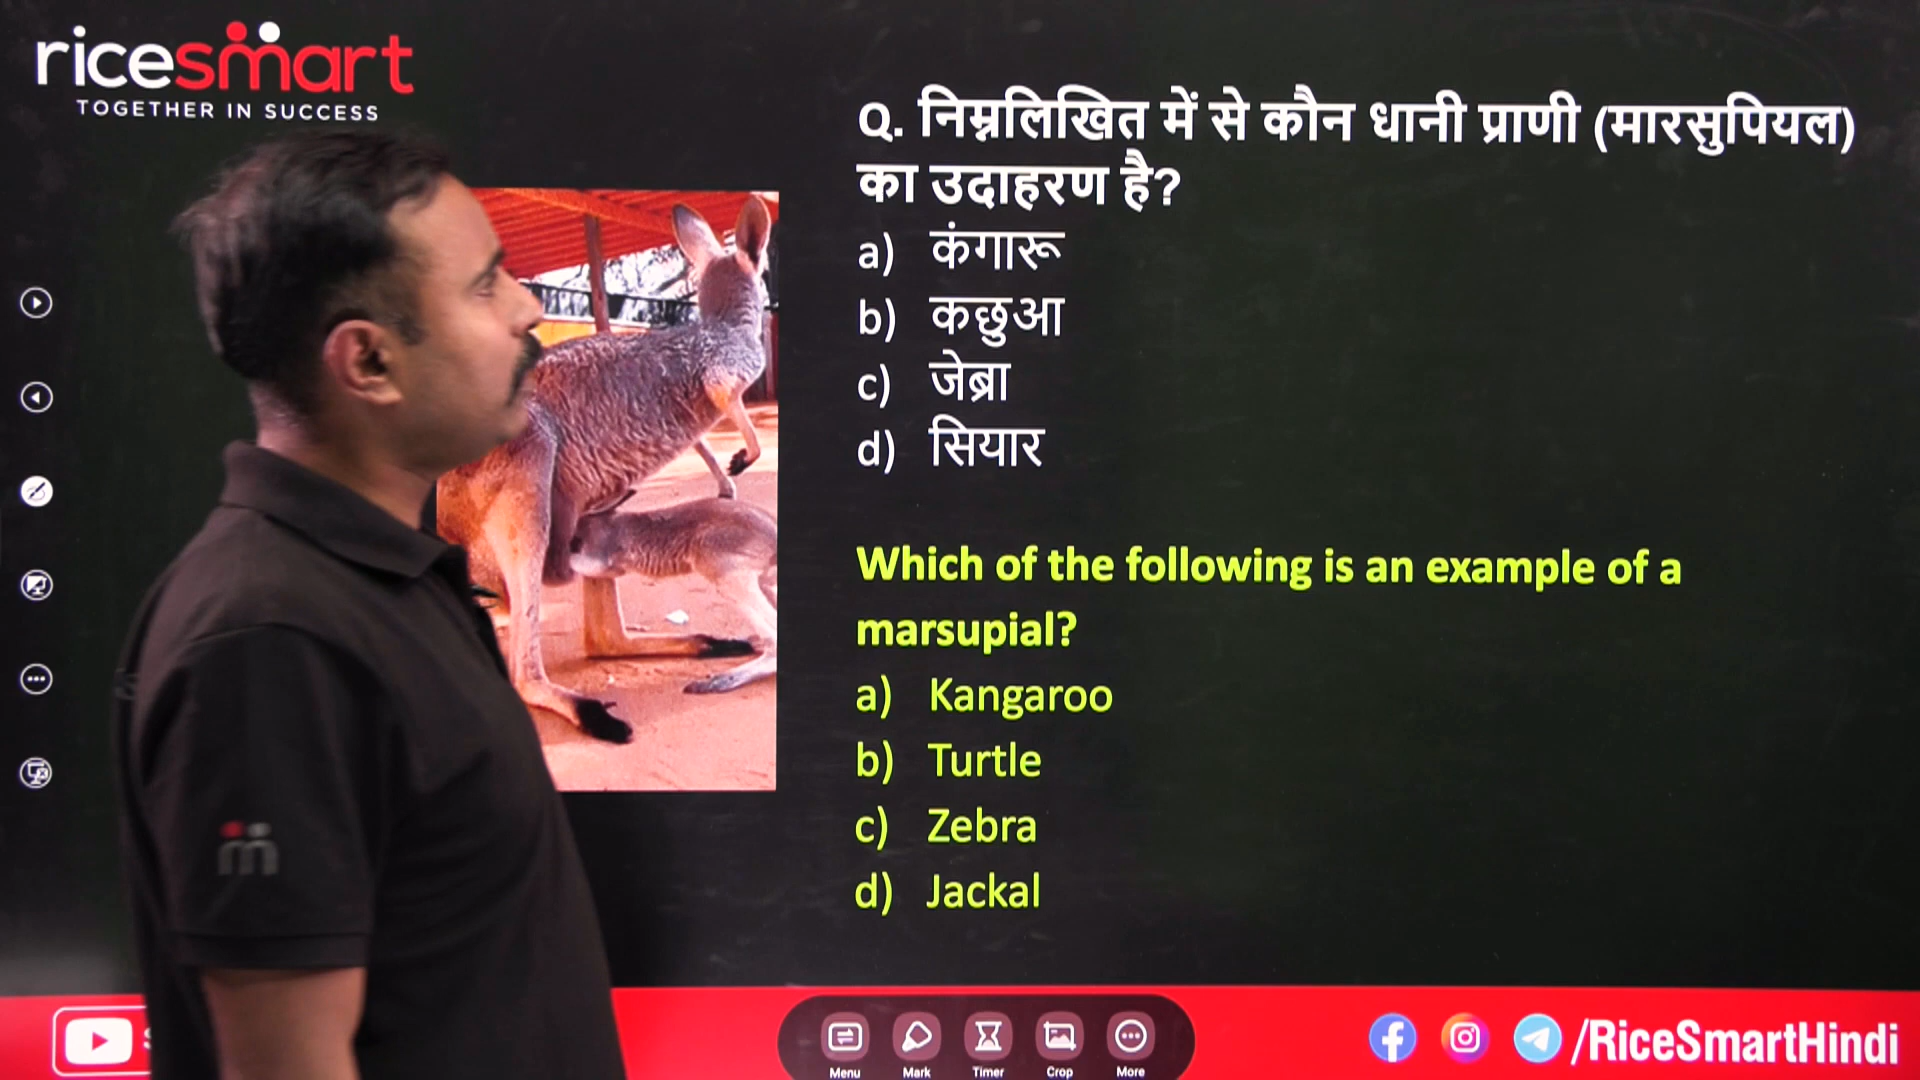 ricesmart
TOGETHER IN SUCCESS
Q. निम्नलिखित में से कौन धानी प्राणी (मारसुपियल)
का उदाहरण है?
a) कंगारू
b) कछुआ
c) जेब्रा
d) सियार
Which of the following is an example of a
marsupial?
a) Kangaroo
b) Turtle
c) Zebra
d) Jackal
Menu Mark Timer Crop More
/RiceSmartHindi